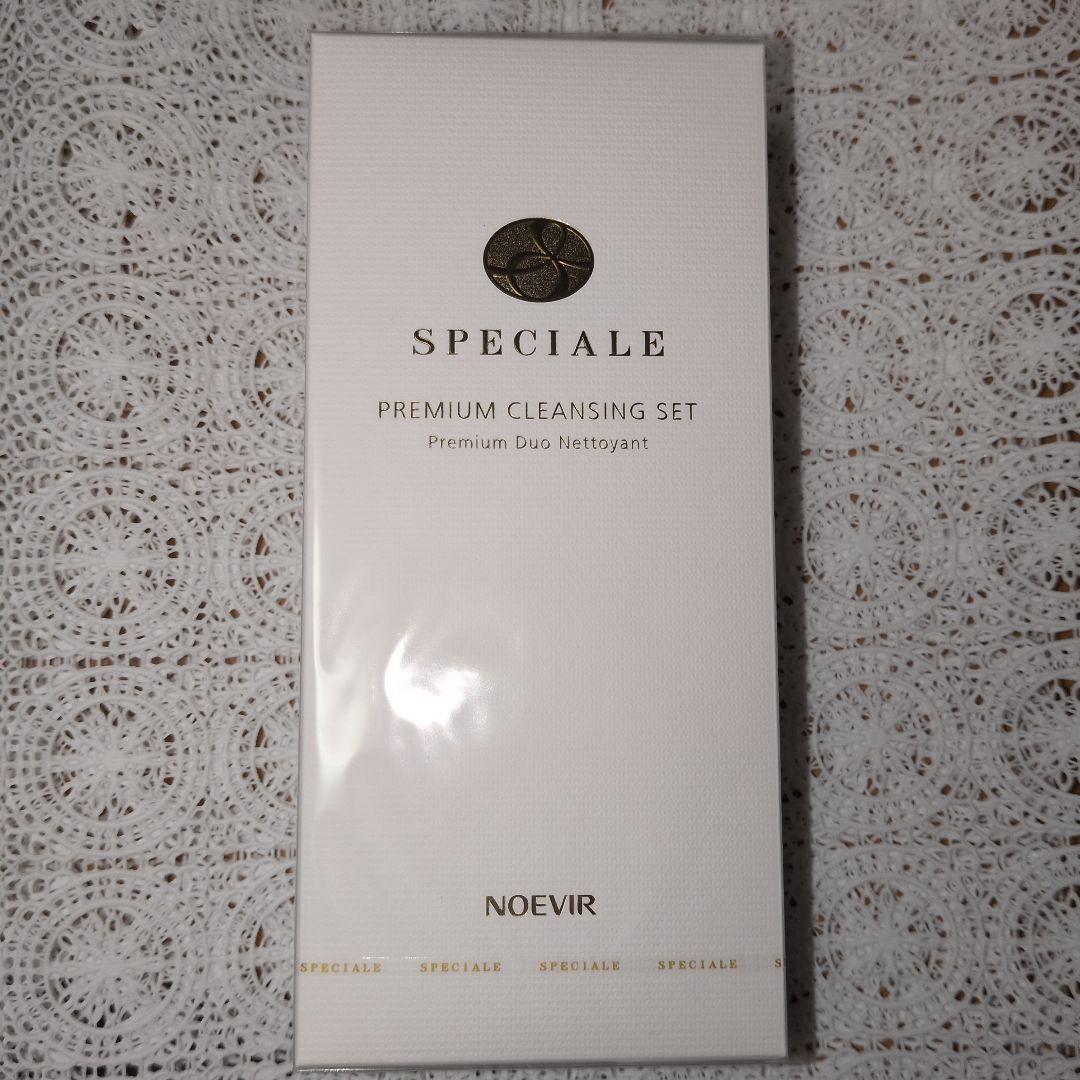 SPECIALE
PREMIUM CLEANSING SET
Premium Duo Nettoyant
NOEVIR
SPECIALE SPECIALE SPECIALE SPECIALE S